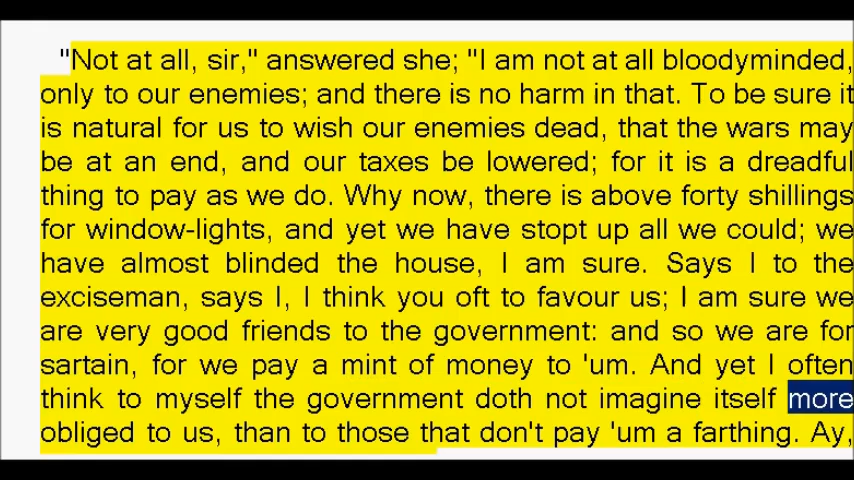 "Not at all, sir," answered she; "I am not at all bloodyminded,
only to our enemies; and there is no harm in that. To be sure it
is natural for us to wish our enemies dead, that the wars may
be at an end, and our taxes be lowered; for it is a dreadful
thing to pay as we do. Why now, there is above forty shillings
for window-lights, and yet we have stopt up all we could; we
have almost blinded the house, I am sure. Says I to the
exciseman, says I, I think you oft to favour us; I am sure we
are very good friends to the government: and so we are for
sartain, for we pay a mint of money to 'um. And yet I often
think to myself the government doth not imagine itself more
obliged to us, than to those that don't pay 'um a farthing. Ay,